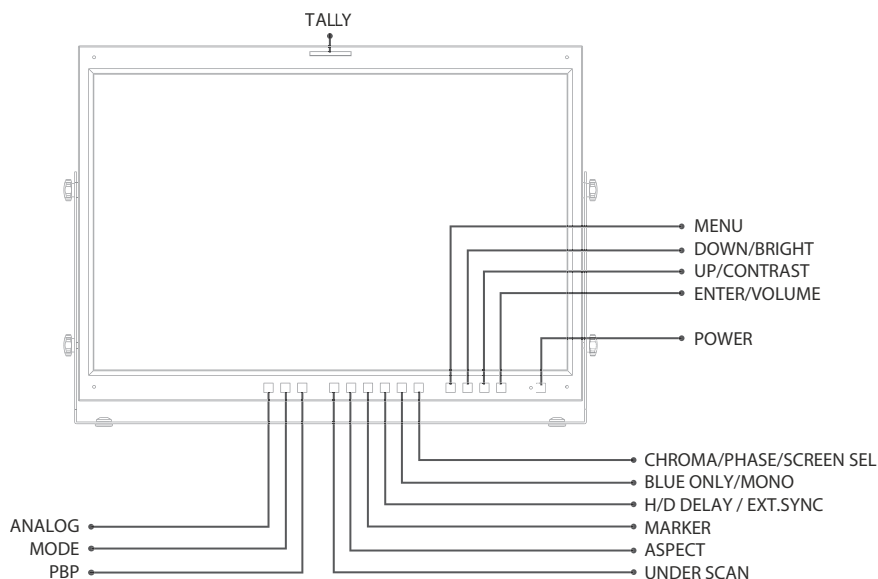 TALLY
MENU
DOWN/BRIGHT
UP/CONTRAST
ENTER/VOLUME
POWER
CHROMA/PHASE/SCREEN SEL
BLUE ONLY/MONO
H/D DELAY / EXT.SYNC
MARKER
ASPECT
UNDER SCAN
ANALOG
MODE
PBP